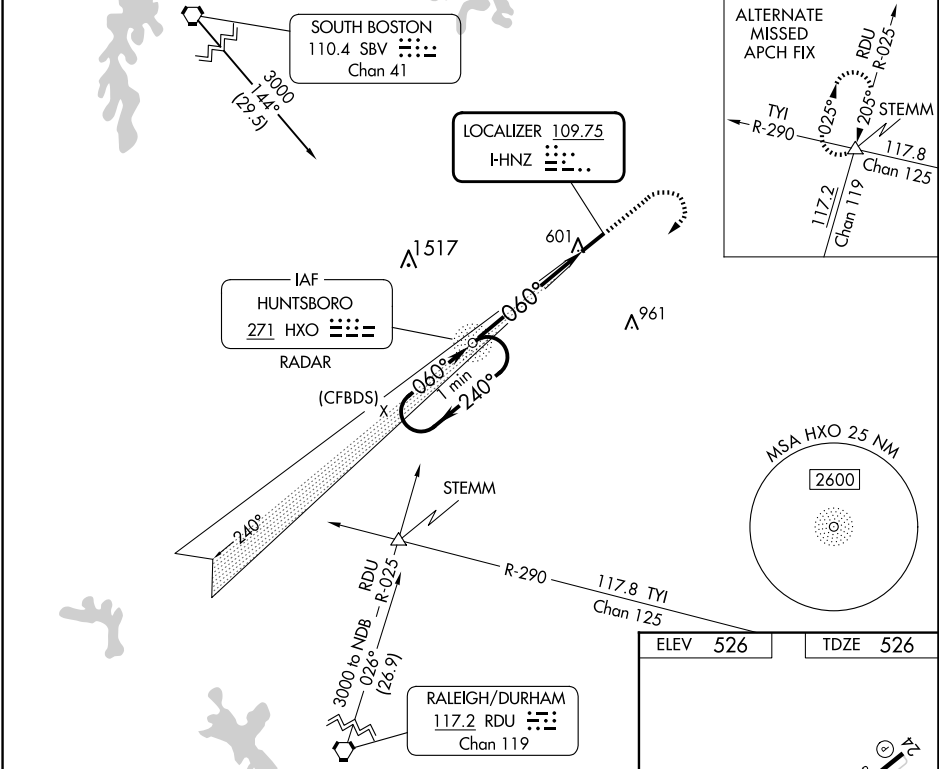 SOUTH BOSTON
110.4 SBV
Chan 41
3000
144°
(29.5)
ALTERNATE
MISSED
APCH FIX
RDU
R-025
TYI
R-290
025°
205°
STEMM
117.8
Chan 125
117.2
Chan 119
LOCALIZER 109.75
I-HNZ
601
1517
961
IAF
HUNTSBORO
271 HXO
RADAR
060°
060°
1 min
240°
(CFBDS)
X
240°
MSA HXO 25 NM
2600
STEMM
R-290
117.8 TYI
Chan 125
RDU
R-025
3000 to NDB
026°
(26.9)
RALEIGH/DURHAM
117.2 RDU
Chan 119
ELEV 526
TDZE 526
P
24